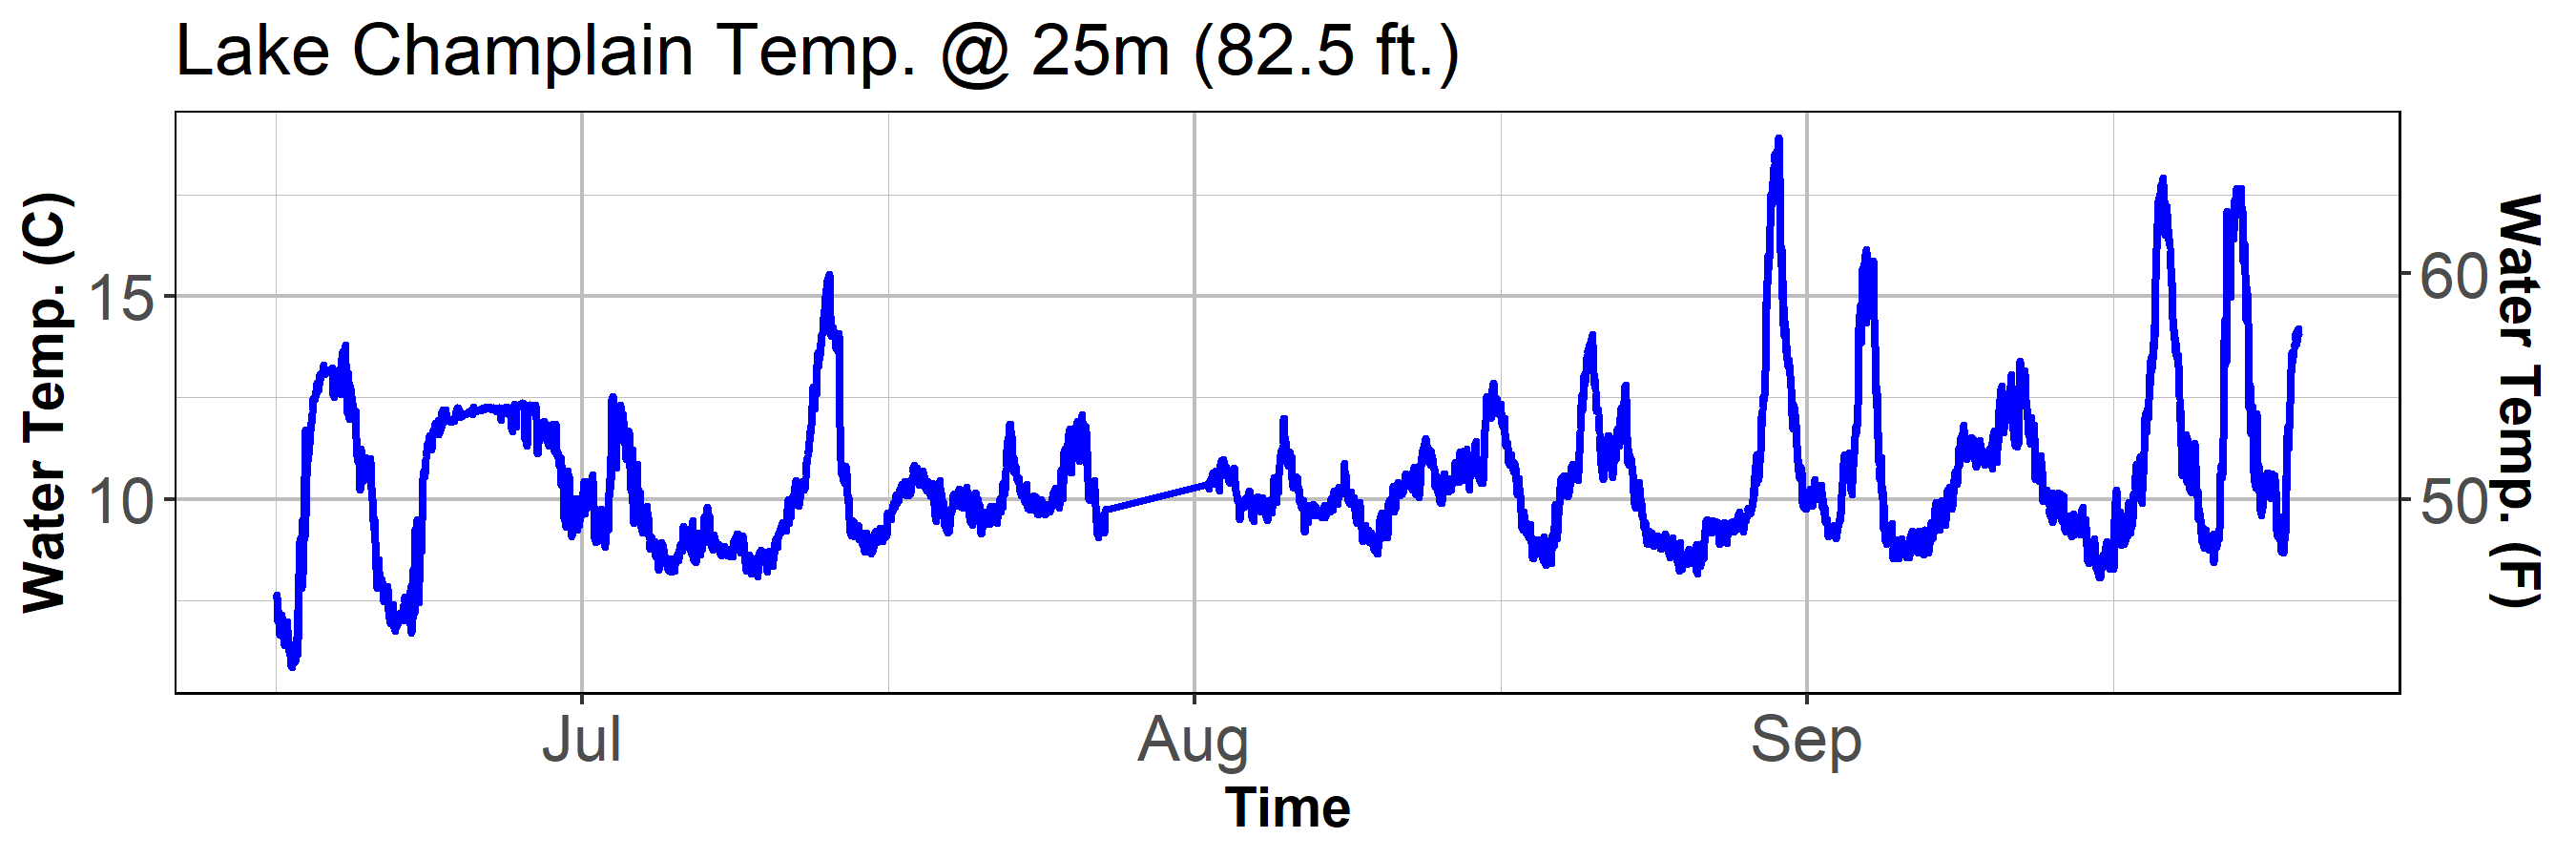 Lake Champlain Temp. @ 25m (82.5 ft.)
Water Temp. (C)
15
10
60
50
Water Temp. (F)
Jul
Aug
Sep
Time